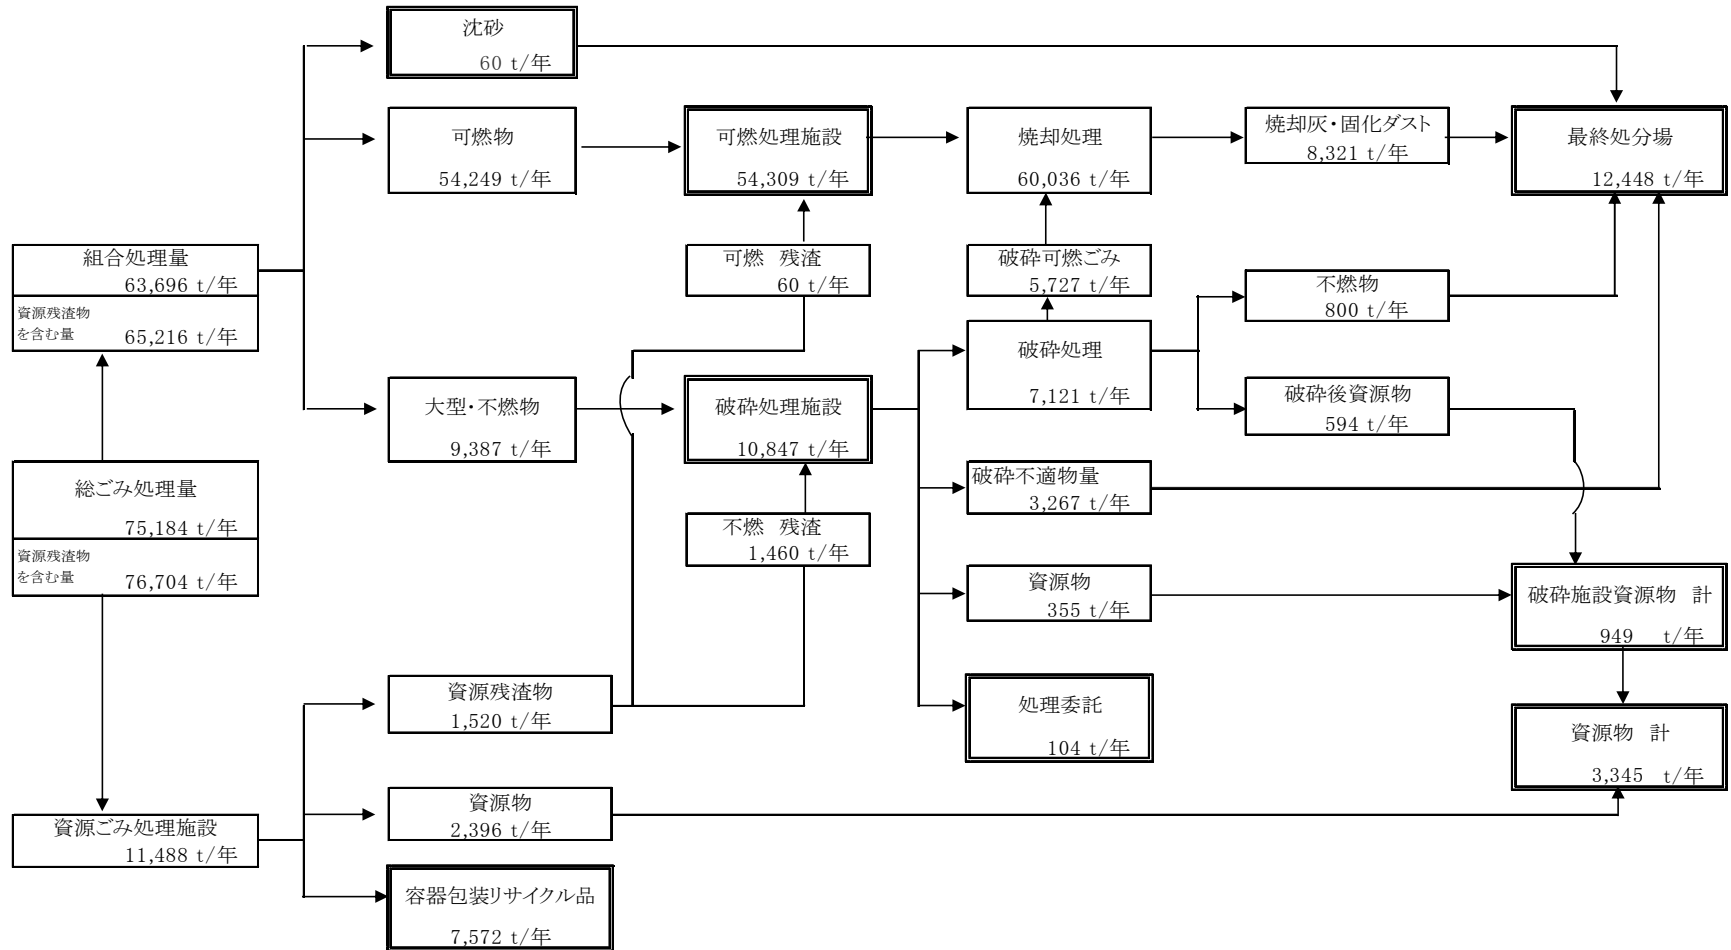 沈砂
60 t/年
可燃物
54,249 t/年
可燃処理施設
54,309 t/年
焼却処理
60,036 t/年
焼却灰・固化ダスト
8,321 t/年
最終処分場
12,448 t/年
組合処理量
63,696 t/年
資源残渣物
を含む量 65,216 t/年
可燃 残渣
60 t/年
破砕可燃ごみ
5,727 t/年
不燃物
800 t/年
大型・不燃物
9,387 t/年
破砕処理施設
10,847 t/年
破砕処理
7,121 t/年
破砕後資源物
594 t/年
総ごみ処理量
75,184 t/年
資源残渣物
を含む量 76,704 t/年
不燃 残渣
1,460 t/年
破砕不適物量
3,267 t/年
資源物
355 t/年
破砕施設資源物 計
949 t/年
資源残渣物
1,520 t/年
処理委託
104 t/年
資源物 計
3,345 t/年
資源ごみ処理施設
11,488 t/年
資源物
2,396 t/年
容器包装リサイクル品
7,572 t/年